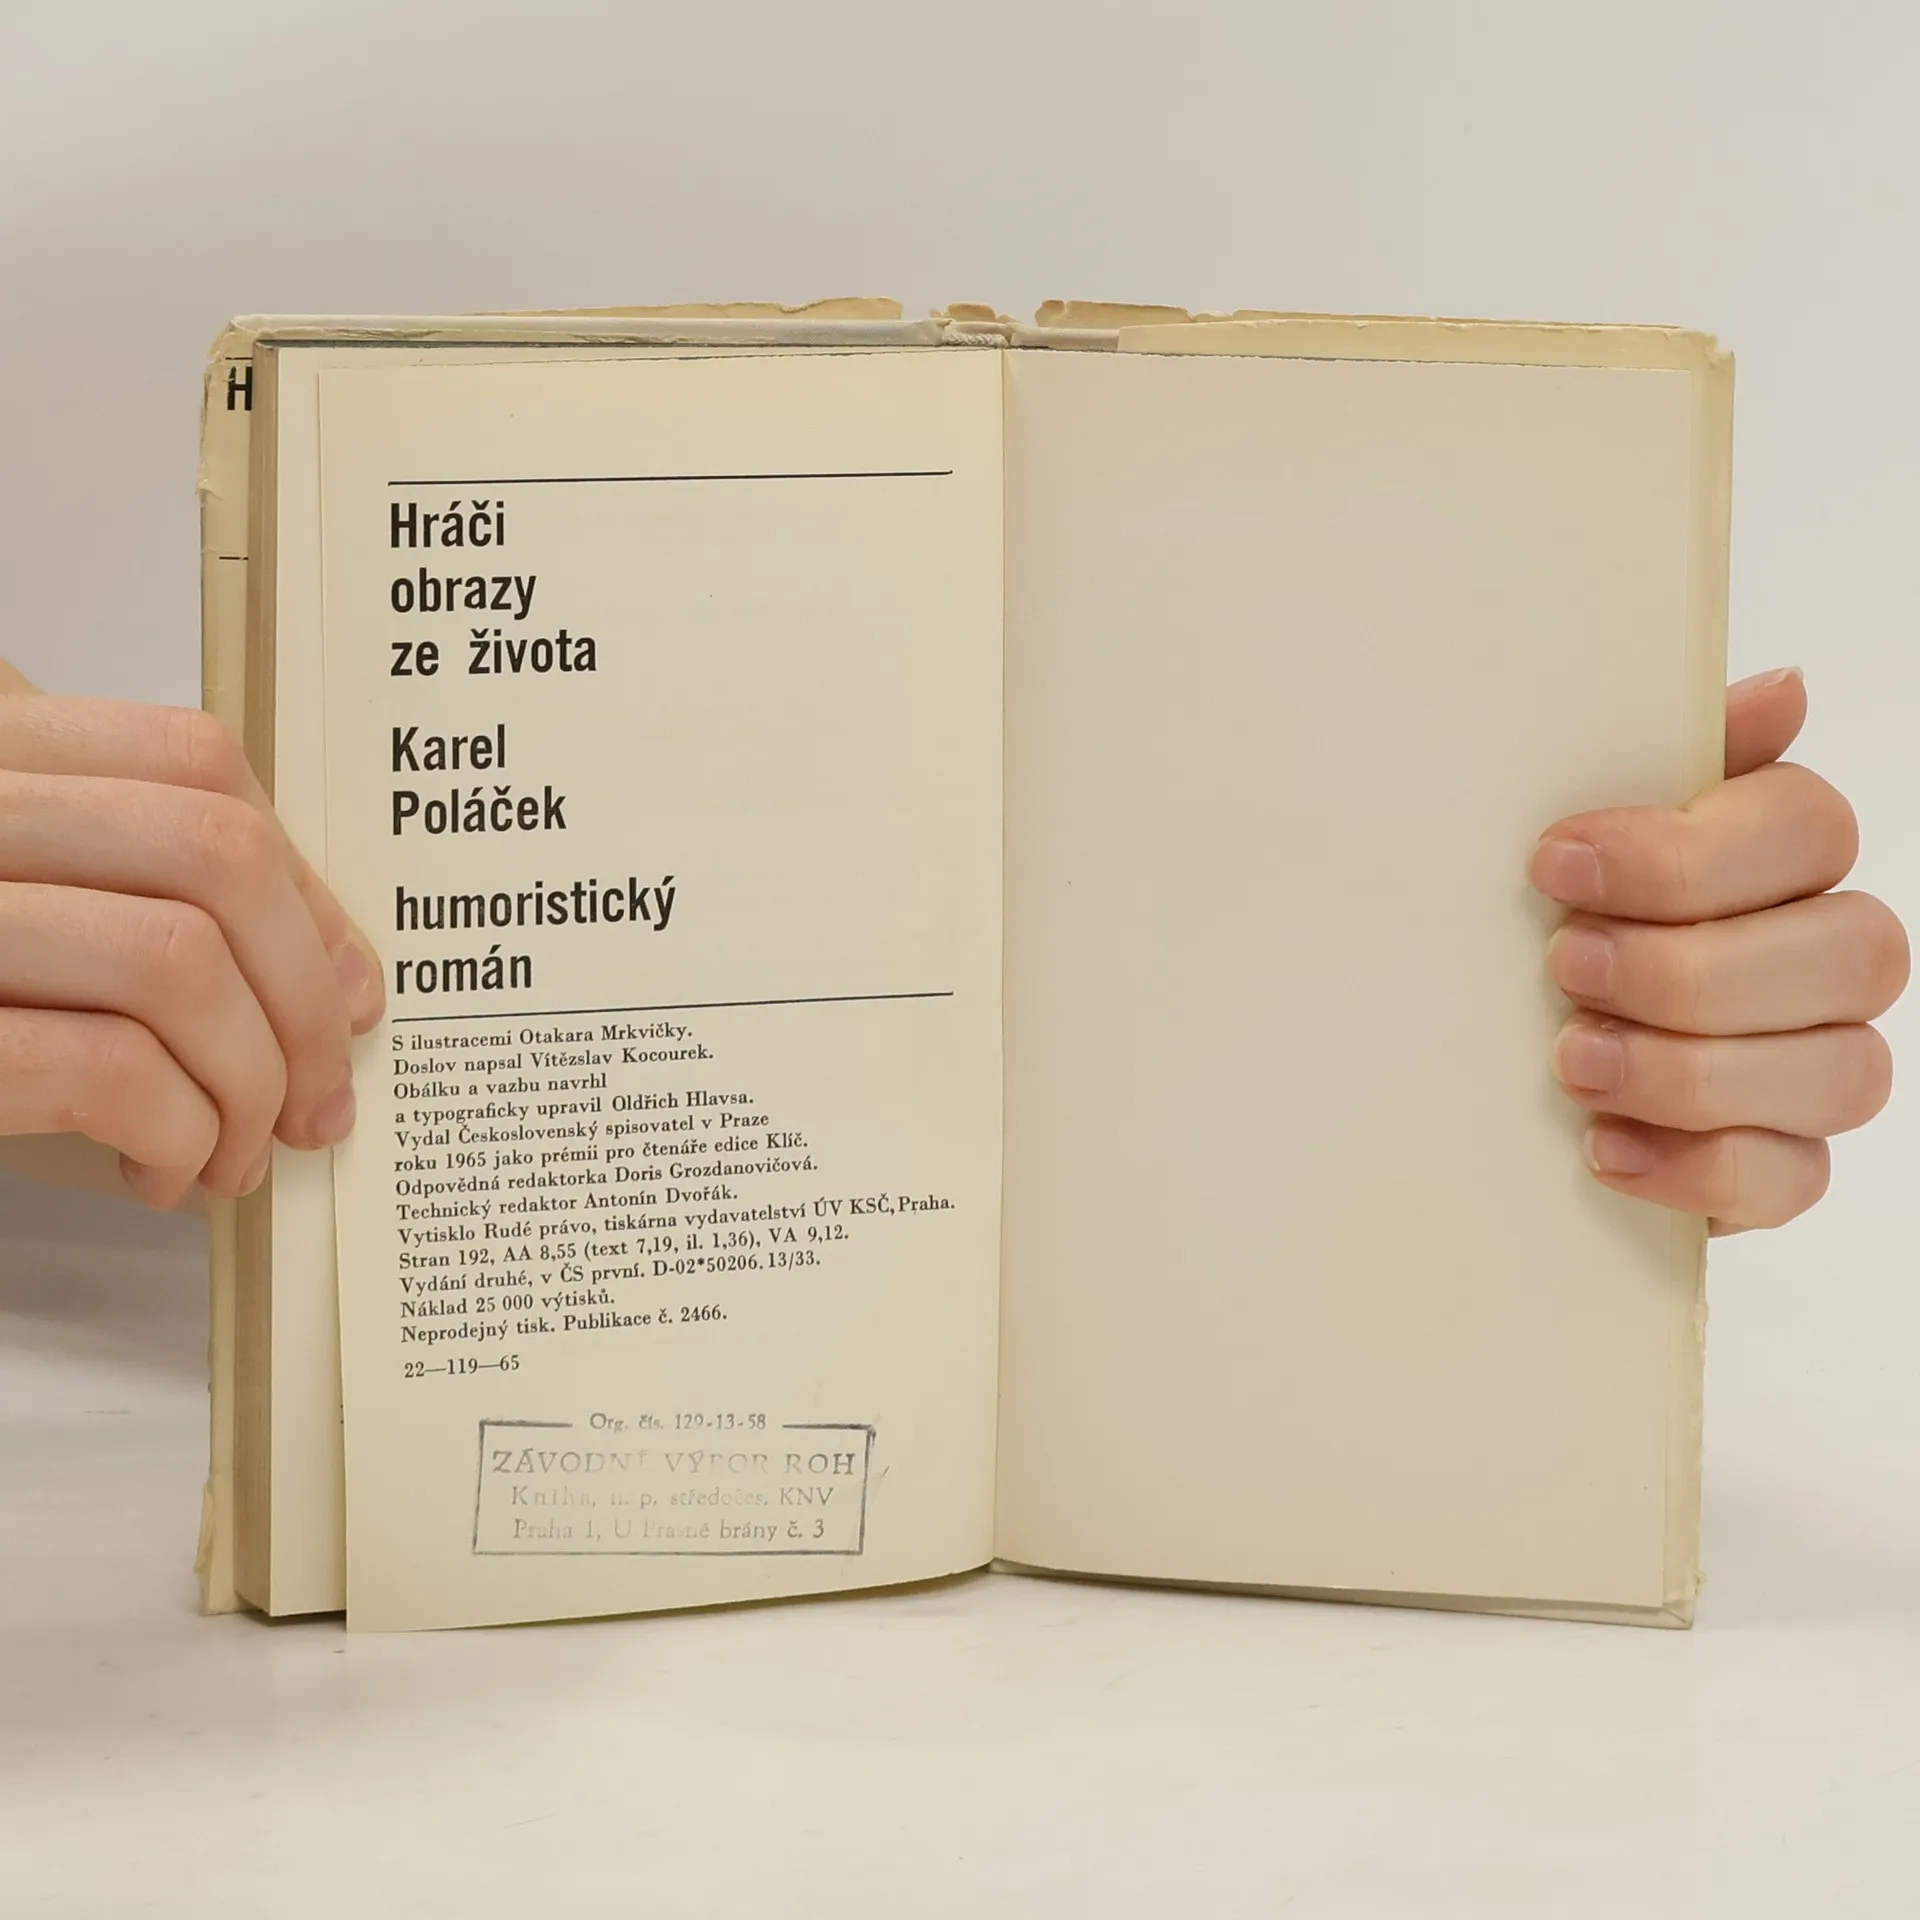 H
Hráči
obrazy
ze života
Karel
Poláček
humoristický
román
S ilustracemi Otakara Mrkvičky.
Doslov napsal Vítězslav Kocourek.
Obálku a vazbu navrhl
a typograficky upravil Oldřich Hlavsa.
Vydal Československý spisovatel v Praze
roku 1965 jako prémii pro čtenáře edice Klíč.
Odpovědná redaktorka Doris Grozdanovičová.
Technický redaktor Antonín Dvořák.
Vytisklo Rudé právo, tiskárna vydavatelství ÚV KSČ, Praha.
Stran 192, AA 8,55 (text 7,19, il. 1,36), VA 9,12.
Vydání druhé, v ČS první. D-02*50206. 13/33.
Náklad 25 000 výtisků.
Neprodejný tisk. Publikace č. 2466.
22—119—65
Org. čís. 129-13-58
ZÁVODNÍ VÝBOR ROH
Kniha, n. p. středočes. KNV
Praha 1, U Prašné brány č. 3